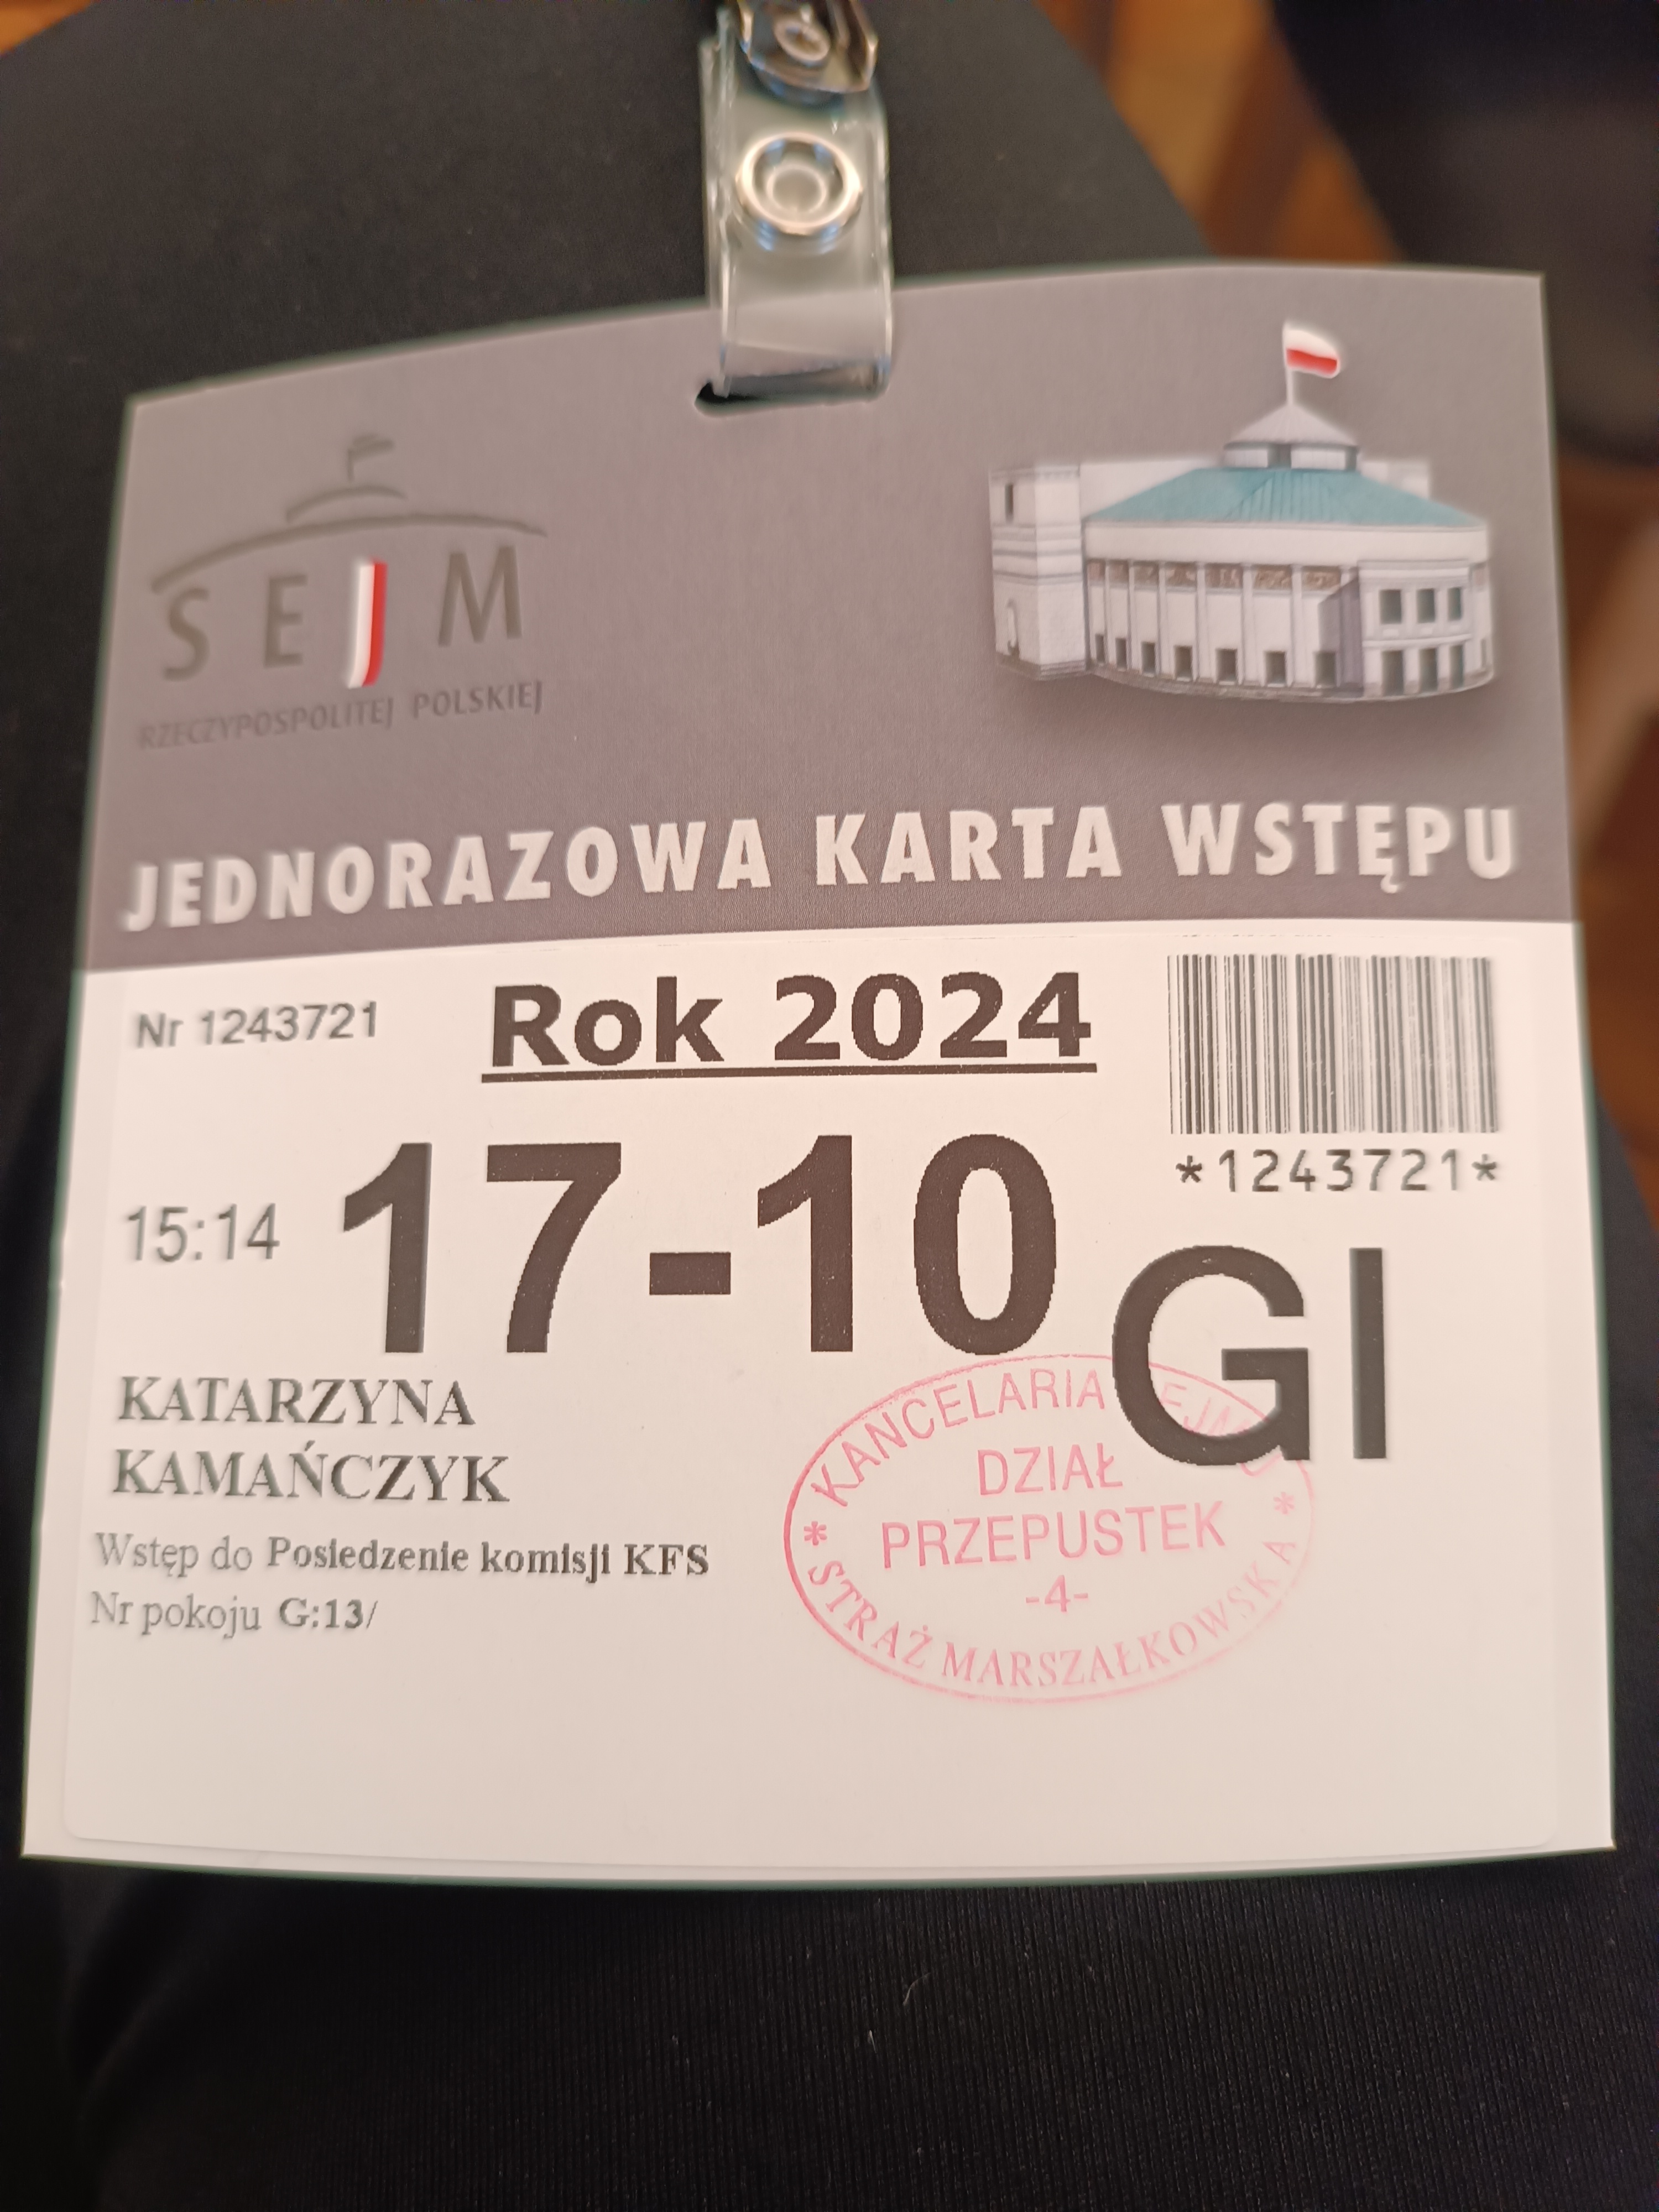 SEJM
RZECZYPOSPOLITEJ POLSKIEJ
JEDNORAZOWA KARTA WSTĘPU
Nr 1243721
Rok 2024
*1243721*
15:14
17-10
GI
KATARZYNA
KAMAŃCZYK
Wstęp do Posiedzenie komisji KFS
Nr pokoju G:13/
KANCELARIA SEJMU
DZIAŁ
PRZEPUSTEK
-4-
* STRAŻ MARSZAŁKOWSKA *